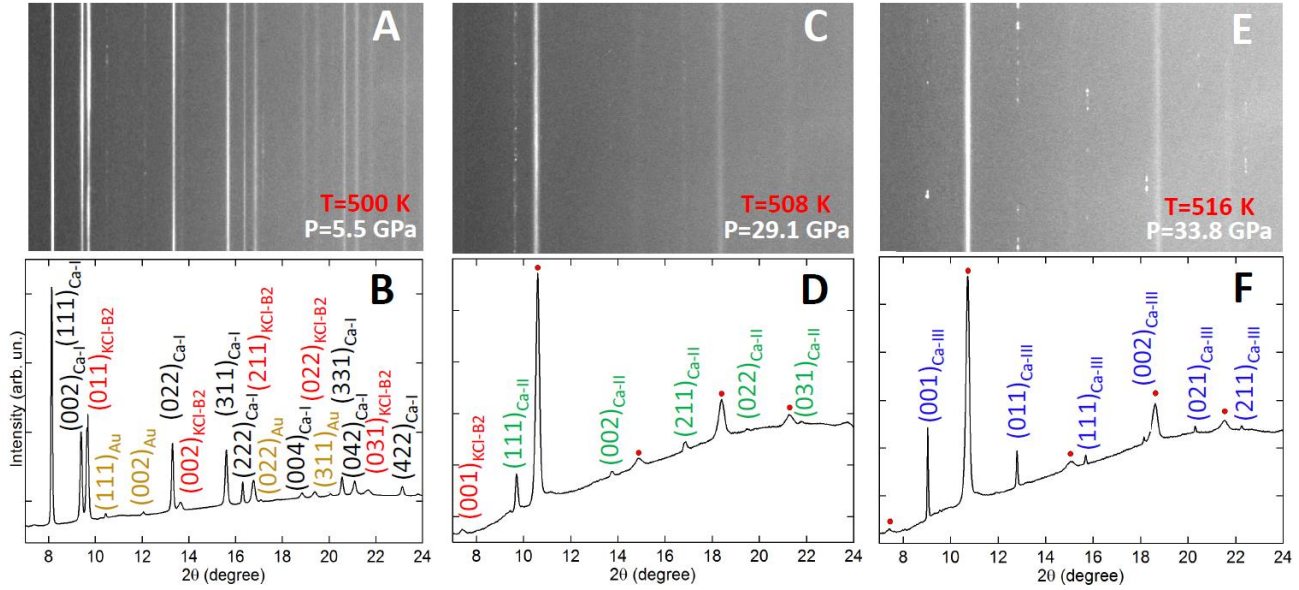 A
T=500 K
P=5.5 GPa
C
T=508 K
P=29.1 GPa
E
T=516 K
P=33.8 GPa
B
Intensity (arb. un.)
(111)Ca-I
(002)Ca-I
(011)KCl-B2
(111)Au
(002)Au
(022)Ca-I
(002)KCl-B2
(311)Ca-I
(222)Ca-I
(211)KCl-B2
(022)Au
(004)Ca-I
(022)KCl-B2
(311)Au
(331)Ca-I
(042)Ca-I
(031)KCl-B2
(422)Ca-I
8 10 12 14 16 18 20 22 24
2θ (degree)
D
(001)KCl-B2
(111)Ca-II
(002)Ca-II
(211)Ca-II
(022)Ca-II
(031)Ca-II
8 10 12 14 16 18 20 22 24
2θ (degree)
F
(001)Ca-III
(011)Ca-III
(111)Ca-III
(002)Ca-III
(021)Ca-III
(211)Ca-III
8 10 12 14 16 18 20 22 24
2θ (degree)